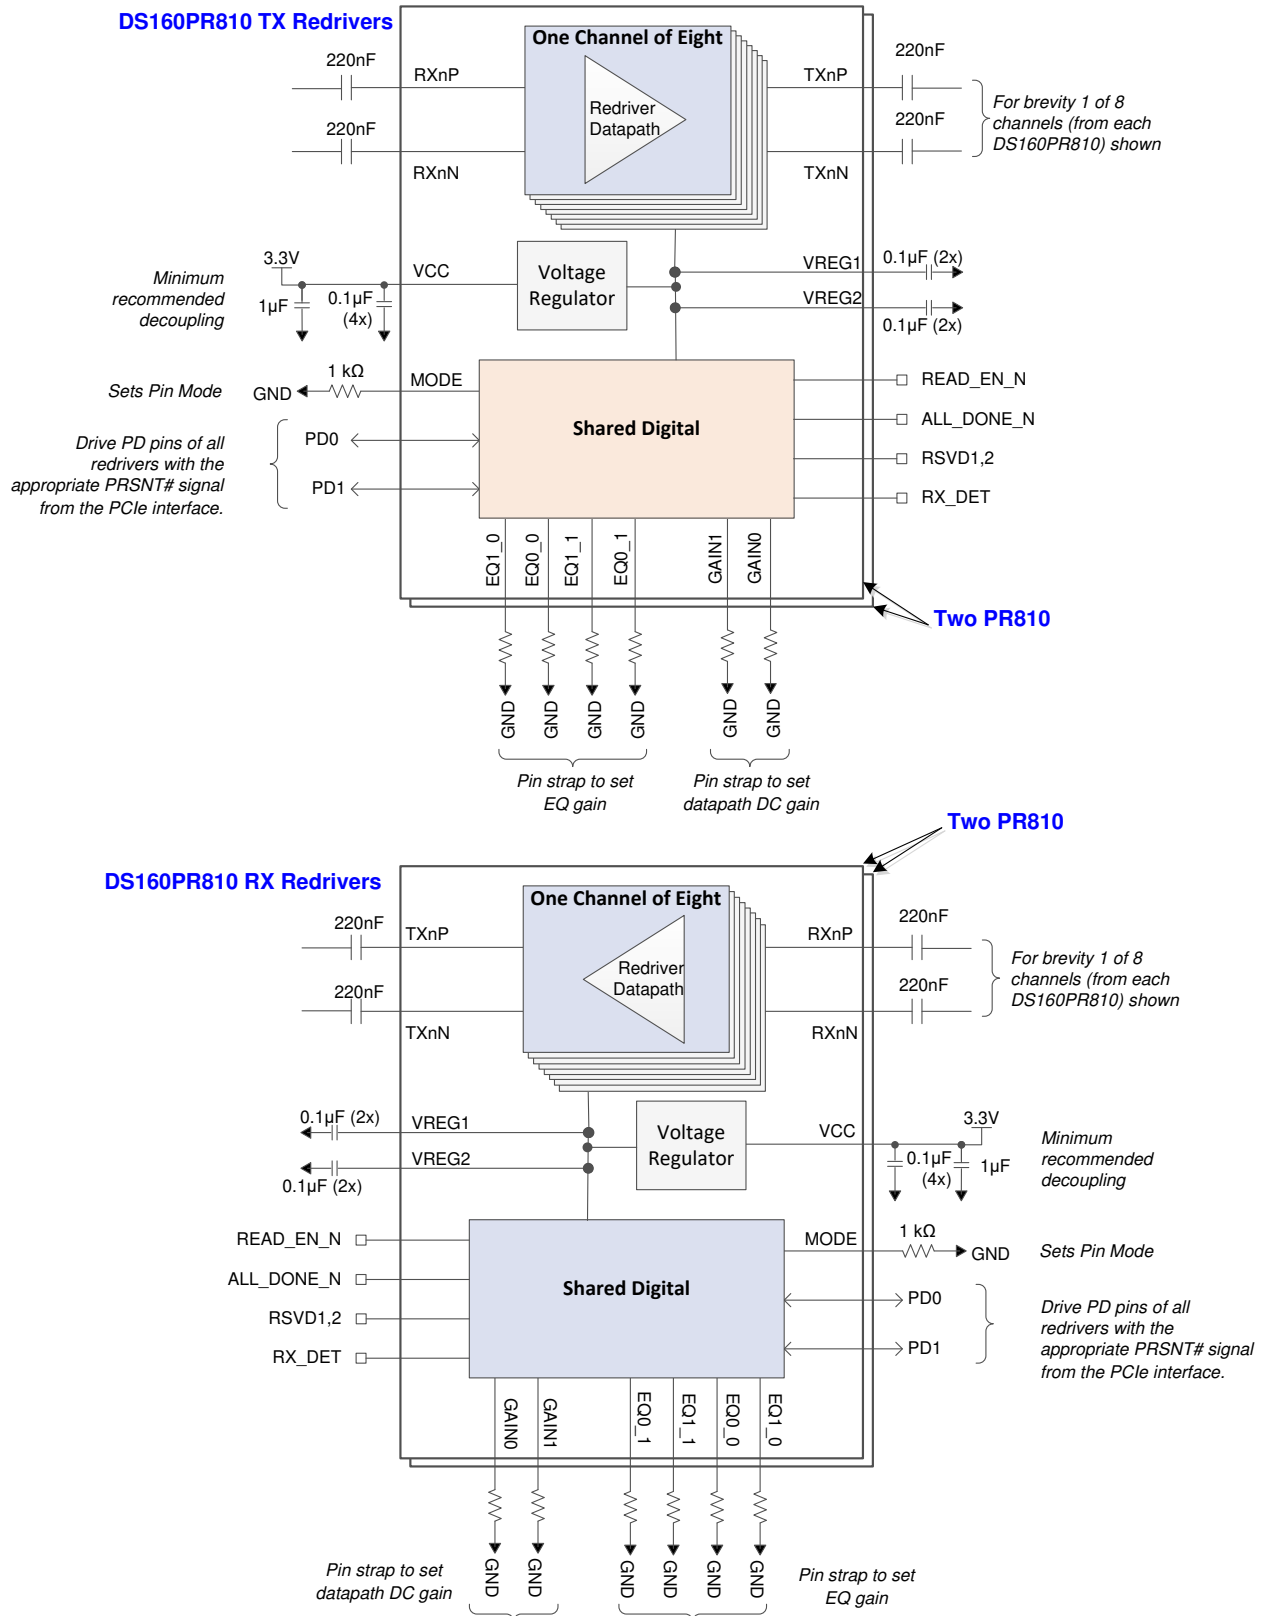 DS160PR810 TX Redrivers
One Channel of Eight
220nF
RXnP
TXnP
220nF
Redriver
Datapath
For brevity 1 of 8
channels (from each
DS160PR810) shown
220nF
RXnN
TXnN
220nF
Minimum
recommended
decoupling
3.3V
1µF
0.1µF
(4x)
VCC
Voltage
Regulator
VREG1
0.1µF (2x)
VREG2
0.1µF (2x)
Sets Pin Mode
GND
1 kΩ
MODE
Drive PD pins of all
redrivers with the
appropriate PRSNT# signal
from the PCIe interface.
PD0
PD1
Shared Digital
READ_EN_N
ALL_DONE_N
RSVD1,2
RX_DET
EQ1_0
EQ0_0
EQ1_1
EQ0_1
GAIN1
GAIN0
Two PR810
GND
GND
GND
GND
GND
GND
Pin strap to set
EQ gain
Pin strap to set
datapath DC gain
Two PR810
DS160PR810 RX Redrivers
One Channel of Eight
220nF
TXnP
RXnP
220nF
Redriver
Datapath
For brevity 1 of 8
channels (from each
DS160PR810) shown
220nF
TXnN
RXnN
220nF
0.1µF (2x)
VREG1
VREG2
0.1µF (2x)
Voltage
Regulator
VCC
3.3V
0.1µF
(4x)
1µF
Minimum
recommended
decoupling
READ_EN_N
ALL_DONE_N
RSVD1,2
RX_DET
Shared Digital
MODE
1 kΩ
GND
Sets Pin Mode
PD0
PD1
Drive PD pins of all
redrivers with the
appropriate PRSNT# signal
from the PCIe interface.
GAIN0
GAIN1
EQ0_1
EQ1_1
EQ0_0
EQ1_0
GND
GND
GND
GND
GND
GND
Pin strap to set
datapath DC gain
Pin strap to set
EQ gain